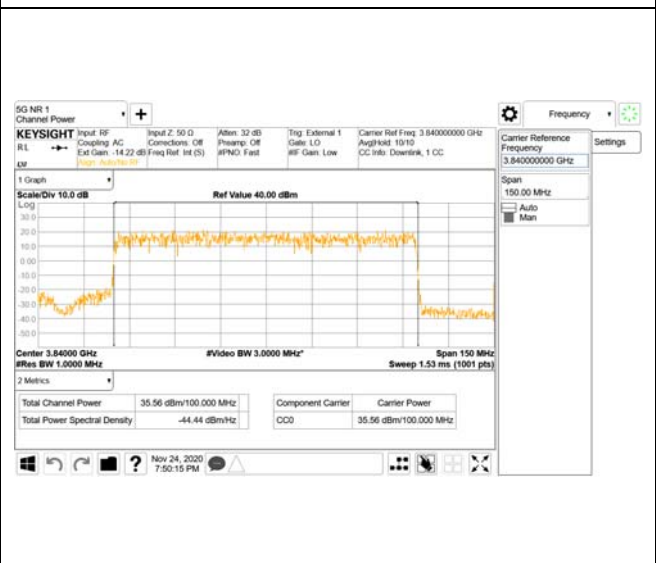 5G NR 1
Channel Power
Frequency
KEYSIGHT
Input: RF
Input Z: 50 Ω
Atten: 32 dB
Trig: External 1
Carrier Ref Freq: 3.840000000 GHz
RL
Coupling: AC
Corrections: Off
Preamp: Off
Gate: LO
Avg|Hold: 10/10
Ext Gain: -14.22 dB
Freq Ref: Int (S)
#PNO: Fast
#IF Gain: Low
CC Info: Downlink, 1 CC
Align: Auto/No RF
Carrier Reference
Frequency
3.840000000 GHz
Settings
Span
150.00 MHz
Auto
Man
1 Graph
Scale/Div 10.0 dB
Ref Value 40.00 dBm
Log
30.0
20.0
10.0
0.00
-10.0
-20.0
-30.0
-40.0
-50.0
Center 3.84000 GHz
#Video BW 3.0000 MHz*
Span 150 MHz
#Res BW 1.0000 MHz
Sweep 1.53 ms (1001 pts)
2 Metrics
Total Channel Power
35.56 dBm/100.000 MHz
Total Power Spectral Density
-44.44 dBm/Hz
Component Carrier
Carrier Power
CC0
35.56 dBm/100.000 MHz
?
Nov 24, 2020
7:50:15 PM